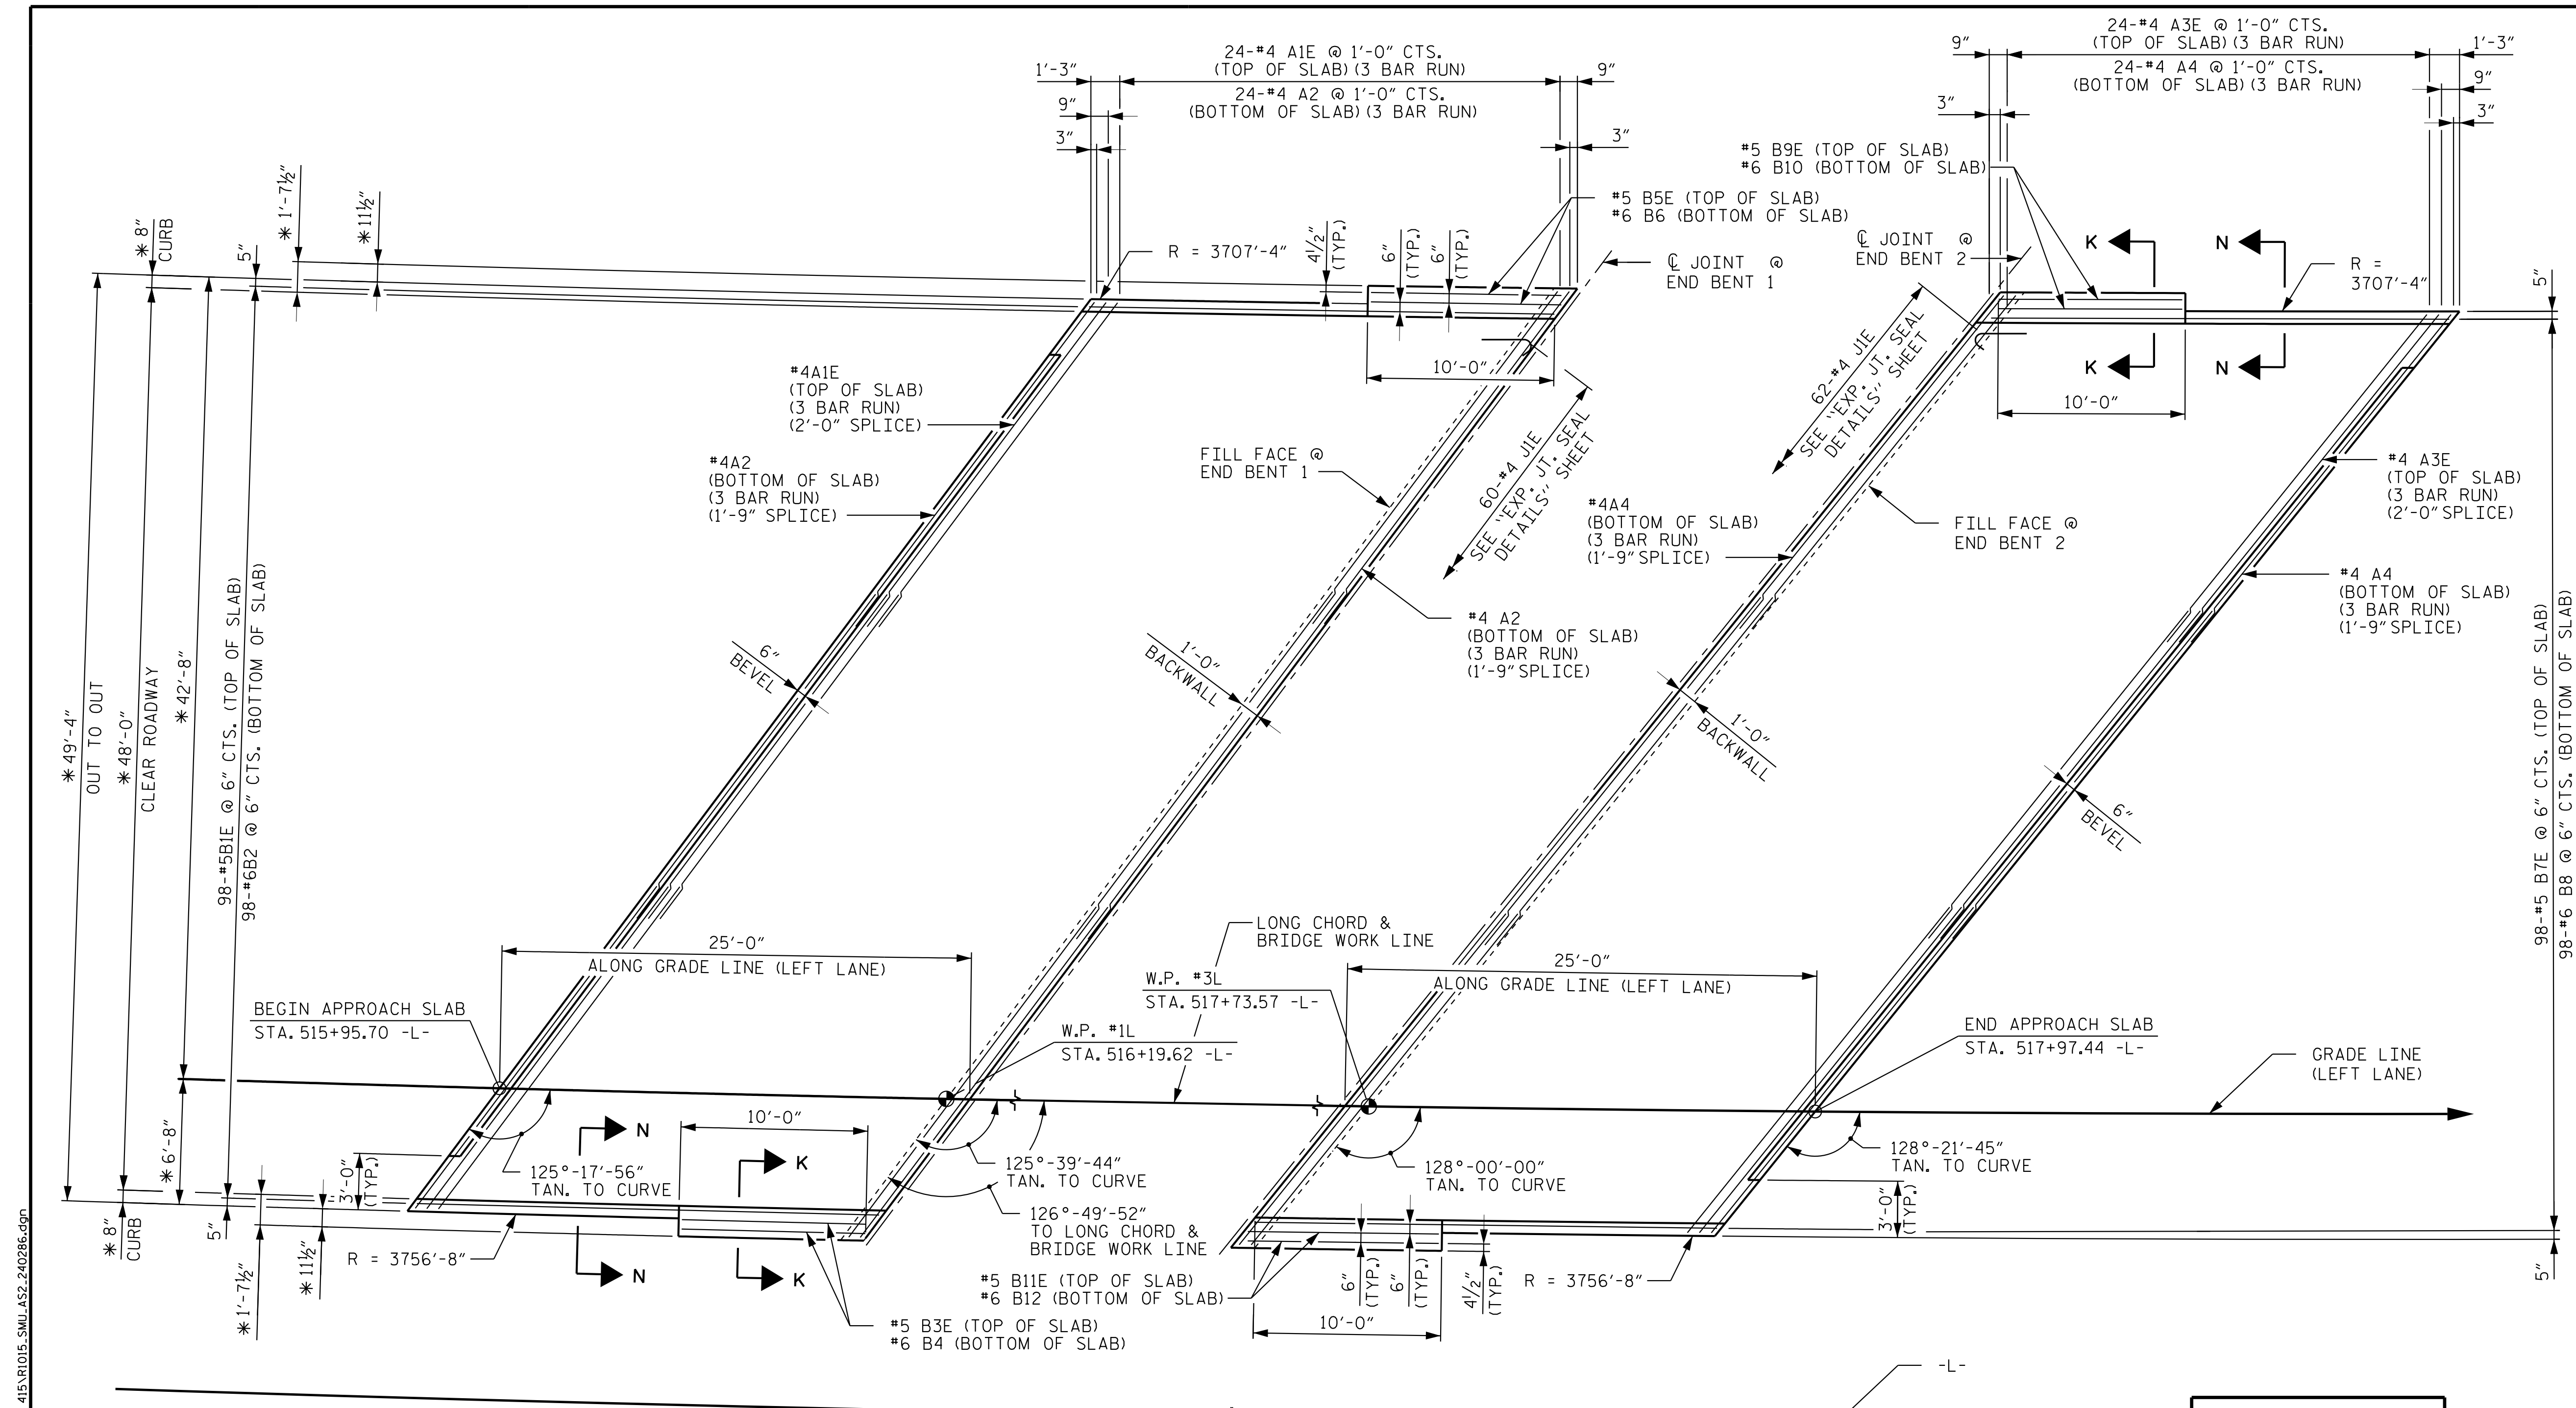 24-#4 A1E @ 1'-0" CTS.
(TOP OF SLAB) (3 BAR RUN)
24-#4 A2 @ 1'-0" CTS.
(BOTTOM OF SLAB) (3 BAR RUN)
1'-3"
9"
9"
3"
3"
24-#4 A3E @ 1'-0" CTS.
(TOP OF SLAB) (3 BAR RUN)
24-#4 A4 @ 1'-0" CTS.
(BOTTOM OF SLAB) (3 BAR RUN)
9"
1'-3"
9"
3"
3"
#5 B9E (TOP OF SLAB)
#6 B10 (BOTTOM OF SLAB)
#5 B5E (TOP OF SLAB)
#6 B6 (BOTTOM OF SLAB)
* 8"
CURB
5"
* 1'-7½"
* 11½"
R = 3707'-4"
4½"
(TYP.)
6"
(TYP.)
6"
(TYP.)
℄ JOINT @
END BENT 1
℄ JOINT @
END BENT 2
K
N
R =
3707'-4"
5"
K
N
10'-0"
10'-0"
62-#4 J1E
SEE "EXP. JT. SEAL
DETAILS" SHEET
60-#4 J1E
SEE "EXP. JT. SEAL
DETAILS" SHEET
#4A1E
(TOP OF SLAB)
(3 BAR RUN)
(2'-0" SPLICE)
#4A2
(BOTTOM OF SLAB)
(3 BAR RUN)
(1'-9" SPLICE)
FILL FACE @
END BENT 1
#4A4
(BOTTOM OF SLAB)
(3 BAR RUN)
(1'-9" SPLICE)
FILL FACE @
END BENT 2
#4 A3E
(TOP OF SLAB)
(3 BAR RUN)
(2'-0" SPLICE)
#4 A4
(BOTTOM OF SLAB)
(3 BAR RUN)
(1'-9" SPLICE)
#4 A2
(BOTTOM OF SLAB)
(3 BAR RUN)
(1'-9" SPLICE)
* 49'-4"
OUT TO OUT
* 48'-0"
CLEAR ROADWAY
* 42'-8"
98-#5B1E @ 6" CTS. (TOP OF SLAB)
98-#6B2 @ 6" CTS. (BOTTOM OF SLAB)
6"
BEVEL
1'-0"
BACKWALL
1'-0"
BACKWALL
6"
BEVEL
98-#5 B7E @ 6" CTS. (TOP OF SLAB)
98-#6 B8 @ 6" CTS. (BOTTOM OF SLAB)
25'-0"
ALONG GRADE LINE (LEFT LANE)
LONG CHORD &
BRIDGE WORK LINE
25'-0"
ALONG GRADE LINE (LEFT LANE)
BEGIN APPROACH SLAB
STA. 515+95.70 -L-
W.P. #3L
STA. 517+73.57 -L-
W.P. #1L
STA. 516+19.62 -L-
END APPROACH SLAB
STA. 517+97.44 -L-
GRADE LINE
(LEFT LANE)
* 6'-8"
3'-0"
(TYP.)
N
10'-0"
K
125°-17'-56"
TAN. TO CURVE
125°-39'-44"
TAN. TO CURVE
128°-00'-00"
TAN. TO CURVE
128°-21'-45"
TAN. TO CURVE
126°-49'-52"
TO LONG CHORD &
BRIDGE WORK LINE
3'-0"
(TYP.)
* 8"
CURB
5"
* 1'-7½"
* 11½"
R = 3756'-8"
N
K
#5 B11E (TOP OF SLAB)
#6 B12 (BOTTOM OF SLAB)
6"
(TYP.)
6"
(TYP.)
4½"
(TYP.)
R = 3756'-8"
5"
#5 B3E (TOP OF SLAB)
#6 B4 (BOTTOM OF SLAB)
10'-0"
-L-
415\R1015_SMU_AS2_240286.dgn